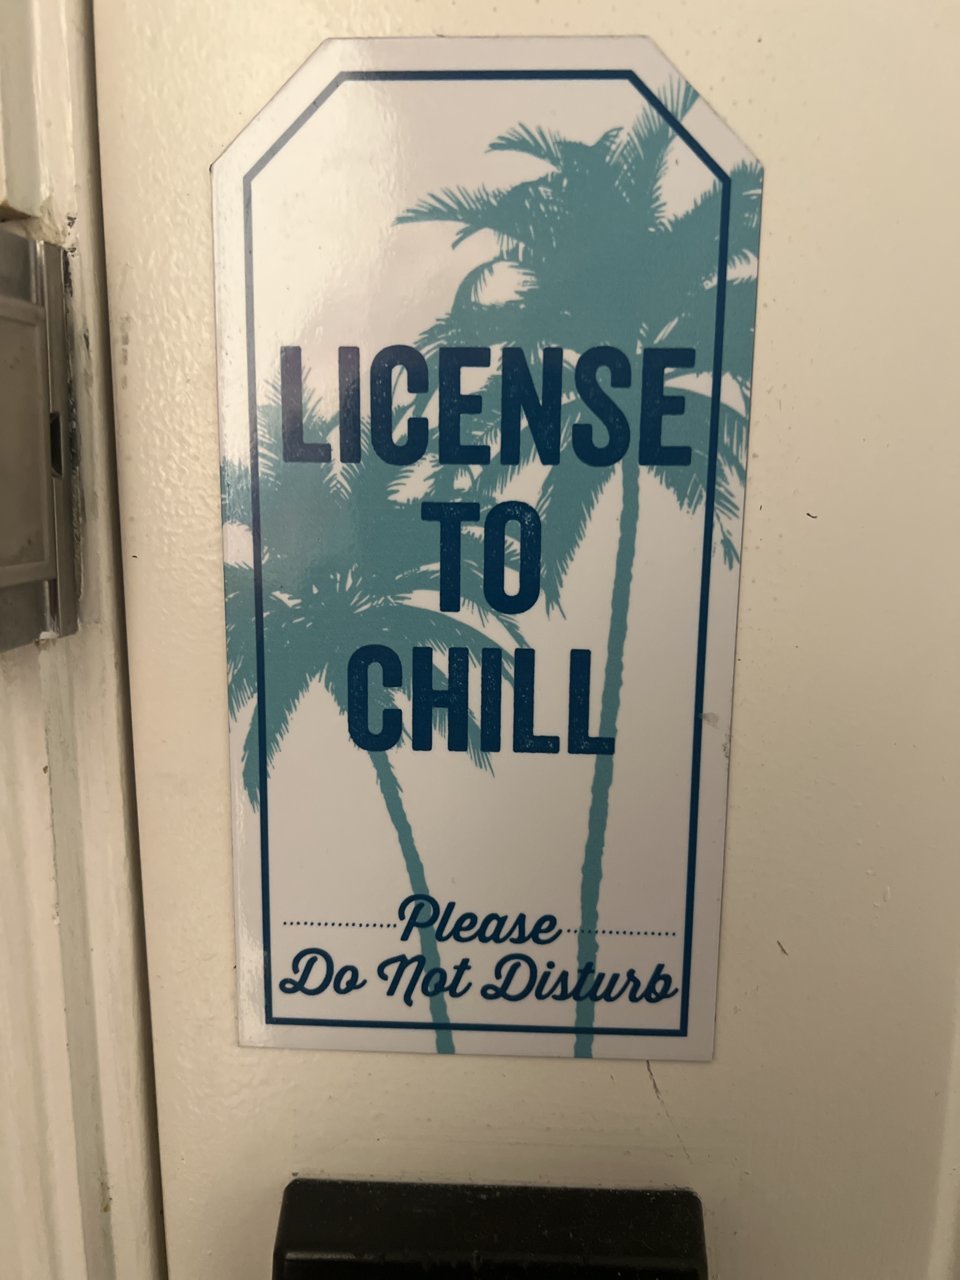 LICENSE
TO
CHILL
Please
Do Not Disturb